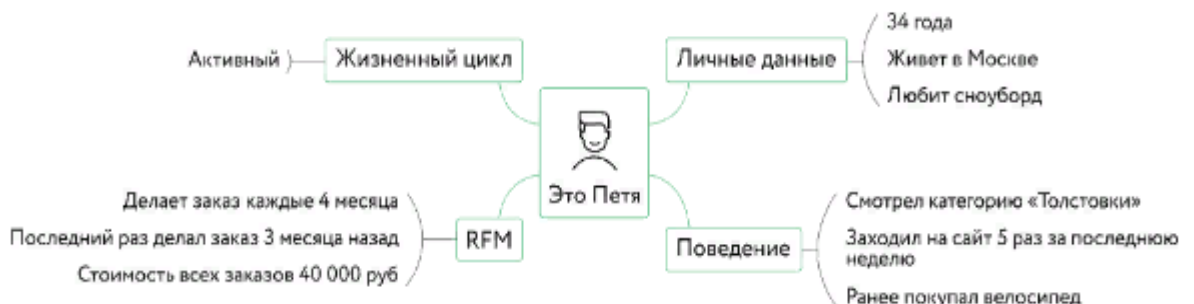 Активный
Жизненный цикл
Личные данные
34 года
Живет в Москве
Любит сноуборд
Это Петя
Делает заказ каждые 4 месяца
Последний раз делал заказ 3 месяца назад
Стоимость всех заказов 40 000 руб
RFM
Поведение
Смотрел категорию «Толстовки»
Заходил на сайт 5 раз за последнюю
неделю
Ранее покупал велосипед